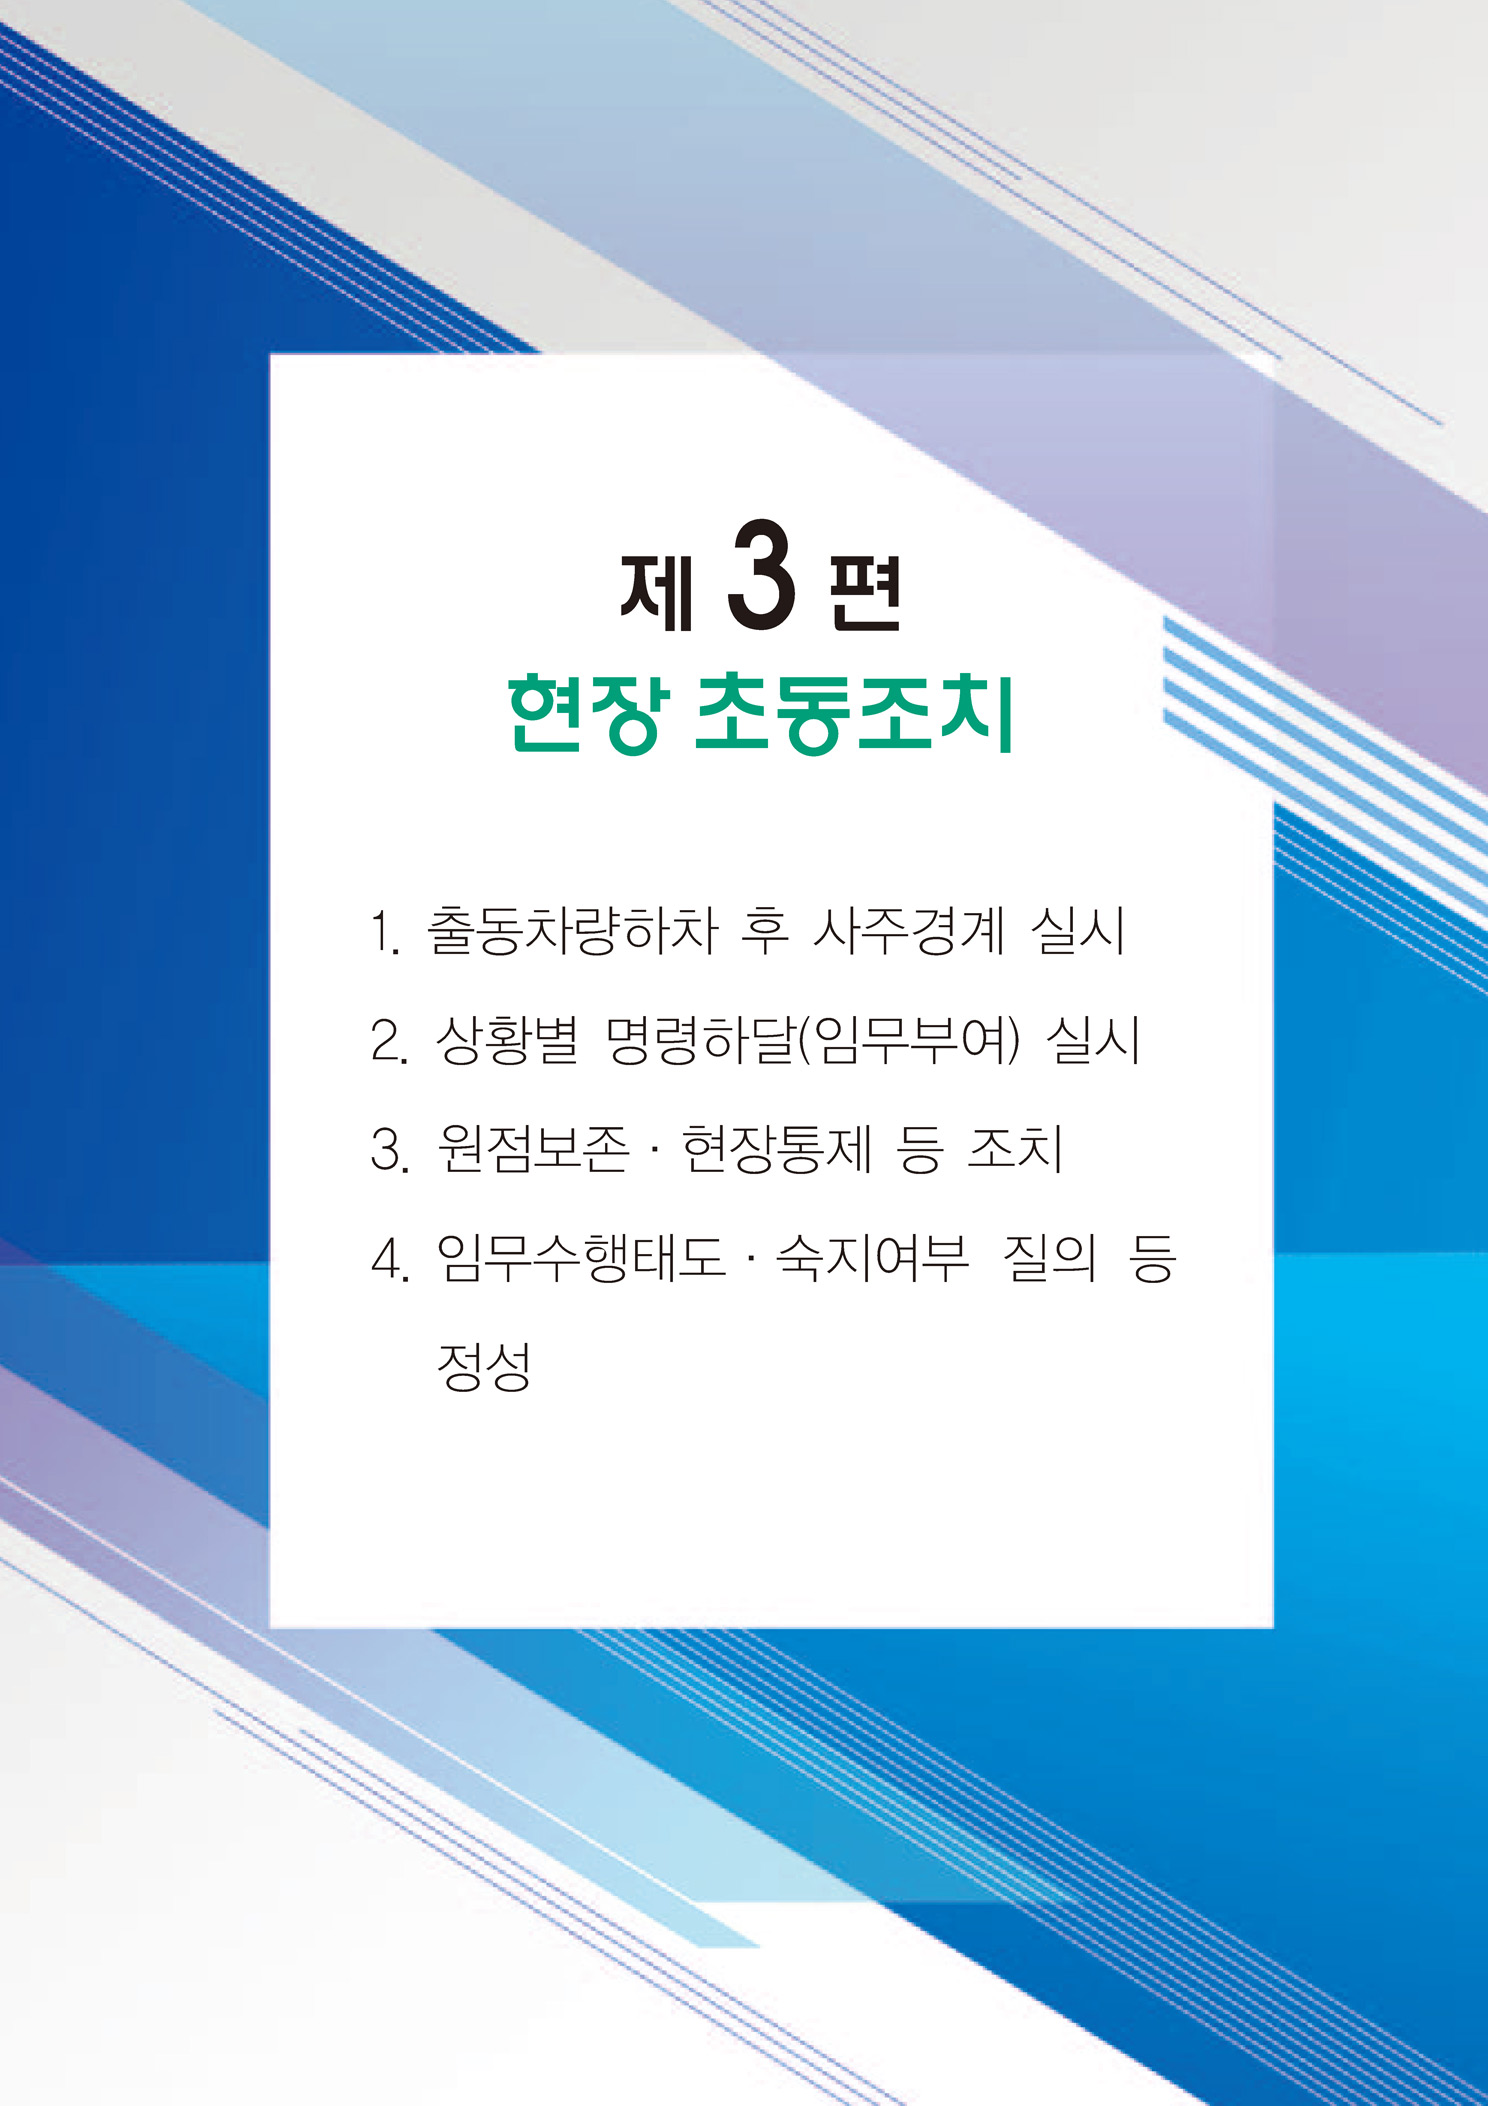 제 3 편
현장 초동조치
1. 출동차량하차 후 사주경계 실시
2. 상황별 명령하달(임무부여) 실시
3. 원점보존 · 현장통제 등 조치
4. 임무수행태도 · 숙지여부 질의 등
정성